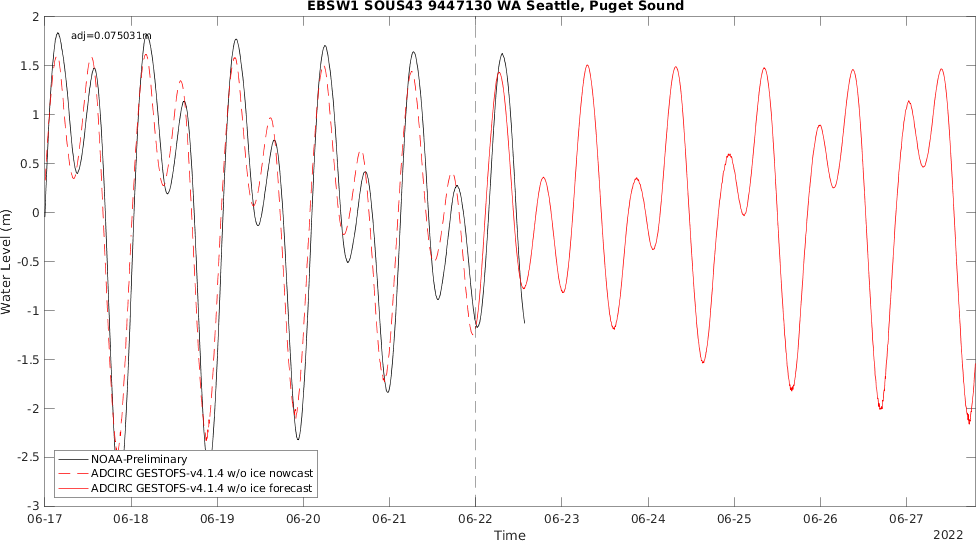 EBSW1 SOUS43 9447130 WA Seattle, Puget Sound
adj=0.075031m
2
1.5
1
0.5
0
-0.5
-1
-1.5
-2
-2.5
-3
Water Level (m)
NOAA-Preliminary
ADCIRC GESTOFS-v4.1.4 w/o ice nowcast
ADCIRC GESTOFS-v4.1.4 w/o ice forecast
06-17 06-18 06-19 06-20 06-21 06-22 06-23 06-24 06-25 06-26 06-27
Time
2022